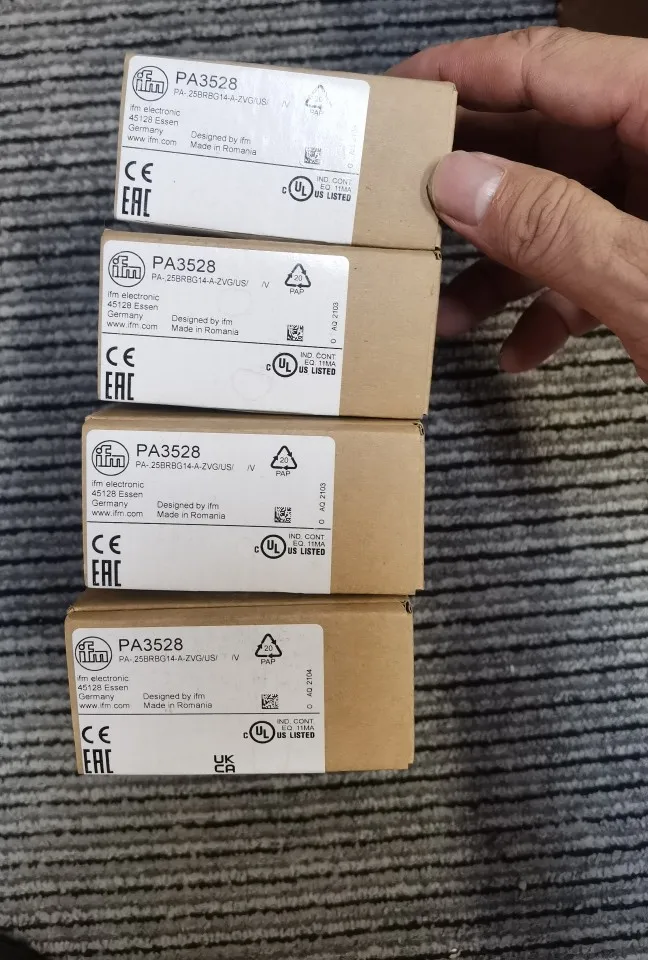 ifm
PA3528
PA-.25BRBG14-A-ZVG/US/ /V
ifm electronic
45128 Essen
Germany
www.ifm.com
Designed by ifm
Made in Romania
PAP
CE
EAC
C UL US LISTED
IND. CONT.
EQ. 11MA
ifm
PA3528
PA-.25BRBG14-A-ZVG/US/ /V
ifm electronic
45128 Essen
Germany
www.ifm.com
Designed by ifm
Made in Romania
20
PAP
O AQ 2103
CE
EAC
C UL US LISTED
IND. CONT
EQ. 11MA
ifm
PA3528
PA-.25BRBG14-A-ZVG/US/ /V
ifm electronic
45128 Essen
Germany
www.ifm.com
Designed by ifm
Made in Romania
20
PAP
O AQ 2103
CE
EAC
C UL US LISTED
IND. CONT
EQ. 11MA
ifm
PA3528
PA-.25BRBG14-A-ZVG/US/ /V
ifm electronic
45128 Essen
Germany
www.ifm.com
Designed by ifm
Made in Romania
20
PAP
O AQ 2104
CE
EAC
UK
CA
C UL US LISTED
IND. CONT.
EQ. 11MA